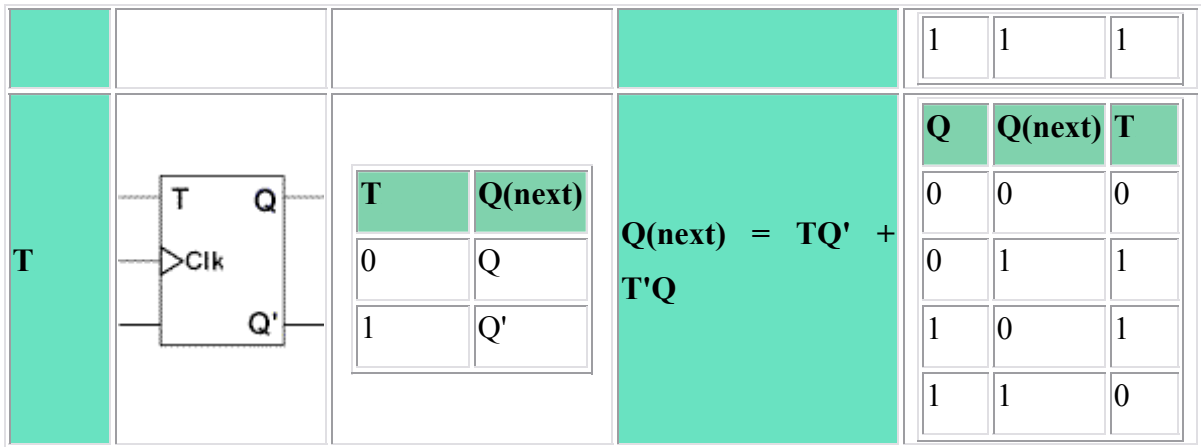 1 1 1
T
T Q
Clk
Q'
T Q(next)
0 Q
1 Q'
Q(next) = TQ' +
T'Q
Q Q(next) T
0 0 0
0 1 1
1 0 1
1 1 0